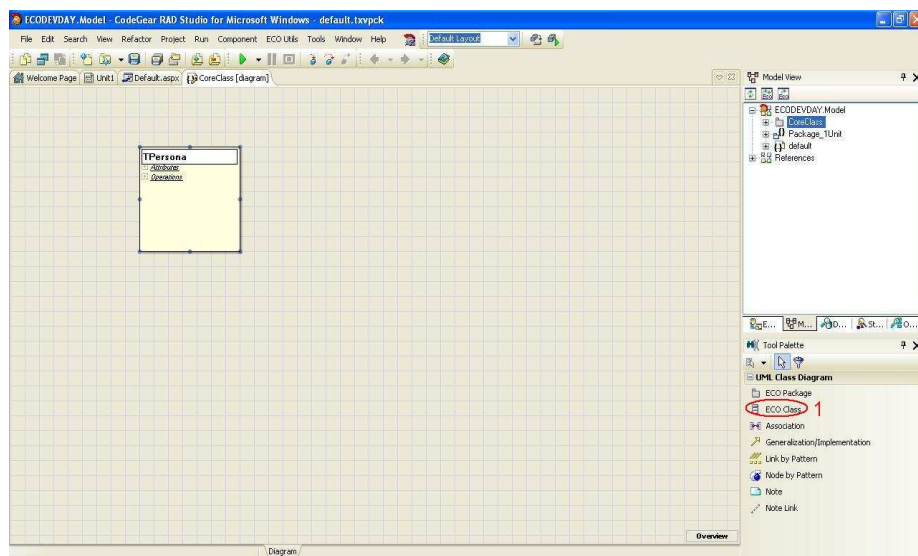 ECODEVDAY.Model - CodeGear RAD Studio for Microsoft Windows - default.txvpck
File Edit Search View Refactor Project Run Component ECO Utils Tools Window Help Default Layout
Welcome Page Unit1 Default.aspx CoreClass [diagram]
TPersona
Attributes
Operations
Overview
Diagram
Model View
ECODEVDAY.Model
CoreClass
Package_1Unit
default
References
E... M... D... St... O...
Tool Palette
UML Class Diagram
ECO Package
ECO Class 1
Association
Generalization/Implementation
Link by Pattern
Node by Pattern
Note
Note Link